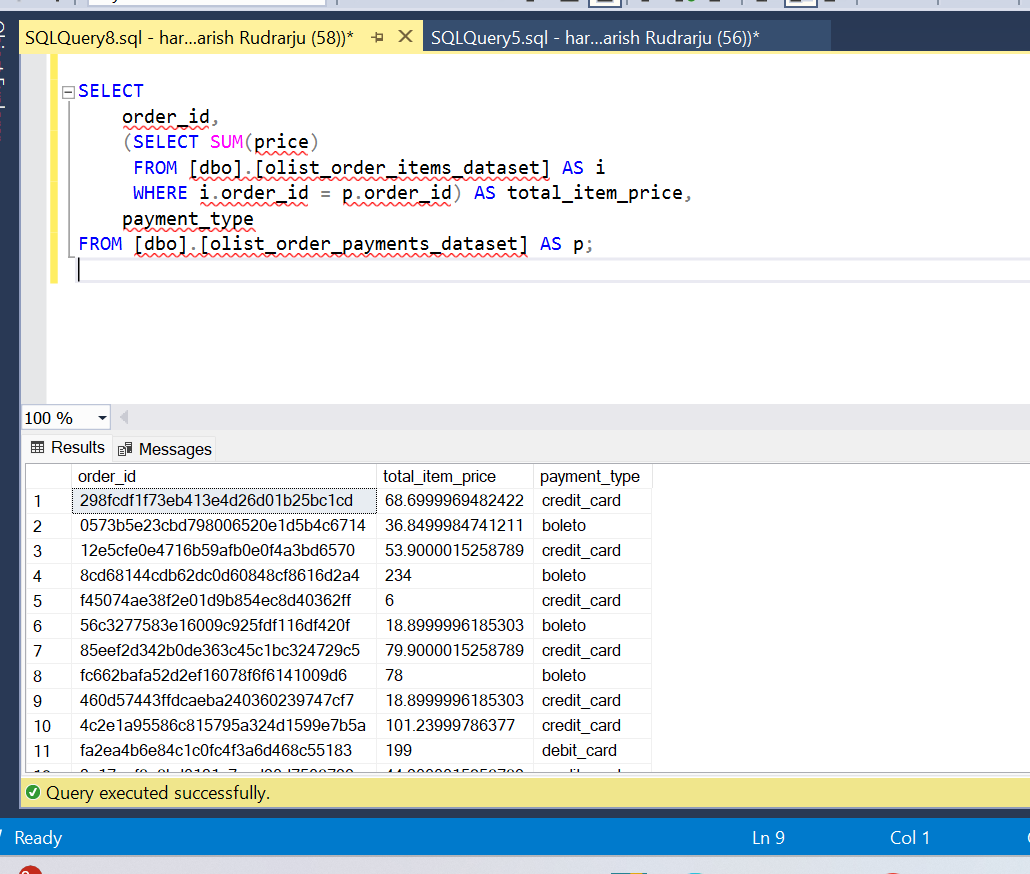 SQLQuery8.sql - har...arish Rudrarju (58))* SQLQuery5.sql - har...arish Rudrarju (56))*
SELECT
order_id,
(SELECT SUM(price)
FROM [dbo].[olist_order_items_dataset] AS i
WHERE i.order_id = p.order_id) AS total_item_price,
payment_type
FROM [dbo].[olist_order_payments_dataset] AS p;
100 %
Results Messages
order_id total_item_price payment_type
1 298fcdf1f73eb413e4d26d01b25bc1cd 68.6999969482422 credit_card
2 0573b5e23cbd798006520e1d5b4c6714 36.8499984741211 boleto
3 12e5cfe0e4716b59afb0e0f4a3bd6570 53.9000015258789 credit_card
4 8cd68144cdb62dc0d60848cf8616d2a4 234 boleto
5 f45074ae38f2e01d9b854ec8d40362ff 6 credit_card
6 56c3277583e16009c925fdf116df420f 18.8999996185303 boleto
7 85eef2d342b0de363c45c1bc324729c5 79.9000015258789 credit_card
8 fc662bafa52d2ef16078f6f6141009d6 78 boleto
9 460d57443ffdcaeba240360239747cf7 18.8999996185303 credit_card
10 4c2e1a95586c815795a324d1599e7b5a 101.23999786377 credit_card
11 fa2ea4b6e84c1c0fc4f3a6d468c55183 199 debit_card
Query executed successfully.
Ready Ln 9 Col 1